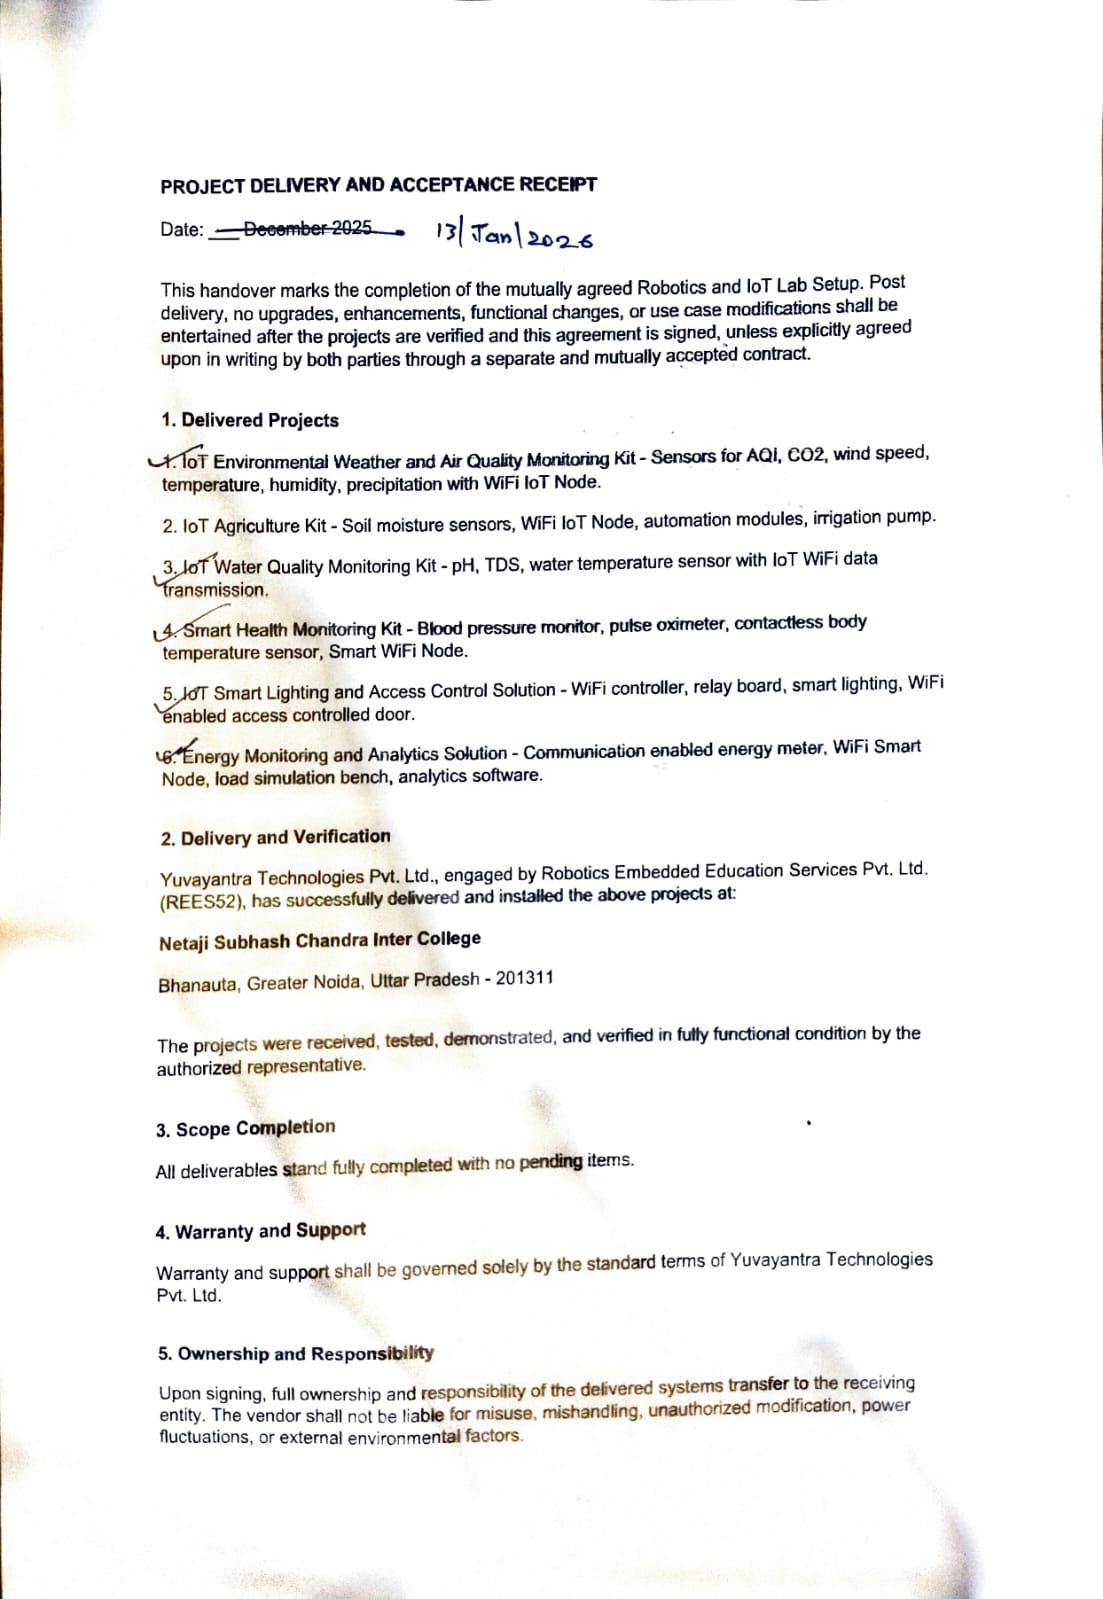 PROJECT DELIVERY AND ACCEPTANCE RECEIPT
Date: __ December 2025 13/Jan/2026
This handover marks the completion of the mutually agreed Robotics and IoT Lab Setup. Post
delivery, no upgrades, enhancements, functional changes, or use case modifications shall be
entertained after the projects are verified and this agreement is signed, unless explicitly agreed
upon in writing by both parties through a separate and mutually accepted contract.
1. Delivered Projects
1. IoT Environmental Weather and Air Quality Monitoring Kit - Sensors for AQI, CO2, wind speed,
temperature, humidity, precipitation with WiFi IoT Node.
2. IoT Agriculture Kit - Soil moisture sensors, WiFi IoT Node, automation modules, irrigation pump.
3. IoT Water Quality Monitoring Kit - pH, TDS, water temperature sensor with IoT WiFi data
transmission.
4. Smart Health Monitoring Kit - Blood pressure monitor, pulse oximeter, contactless body
temperature sensor, Smart WiFi Node.
5. IoT Smart Lighting and Access Control Solution - WiFi controller, relay board, smart lighting, WiFi
enabled access controlled door.
6. Energy Monitoring and Analytics Solution - Communication enabled energy meter, WiFi Smart
Node, load simulation bench, analytics software.
2. Delivery and Verification
Yuvayantra Technologies Pvt. Ltd., engaged by Robotics Embedded Education Services Pvt. Ltd.
(REES52), has successfully delivered and installed the above projects at:
Netaji Subhash Chandra Inter College
Bhanauta, Greater Noida, Uttar Pradesh - 201311
The projects were received, tested, demonstrated, and verified in fully functional condition by the
authorized representative.
3. Scope Completion
All deliverables stand fully completed with no pending items.
4. Warranty and Support
Warranty and support shall be governed solely by the standard terms of Yuvayantra Technologies
Pvt. Ltd.
5. Ownership and Responsibility
Upon signing, full ownership and responsibility of the delivered systems transfer to the receiving
entity. The vendor shall not be liable for misuse, mishandling, unauthorized modification, power
fluctuations, or external environmental factors.